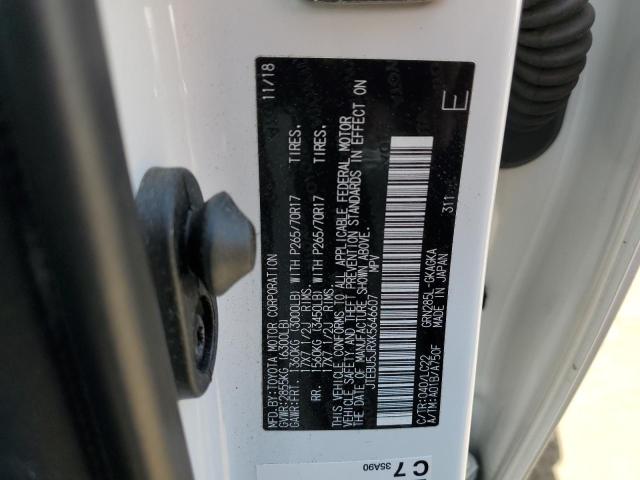 MFD.BY:TOYOTA MOTOR CORPORATION 11/18
GVWR:2855KG (6300LB)
GAWR:FRT. 1360KG (3000LB) WITH P265/70R17 TIRES,
17X7 1/2J RIMS.
RR. 1560KG (3450LB) WITH P265/70R17 TIRES,
17X7 1/2J RIMS.
THIS VEHICLE CONFORMS TO ALL APPLICABLE FEDERAL MOTOR
VEHICLE SAFETY AND THEFT PREVENTION STANDARDS IN EFFECT ON
THE DATE OF MANUFACTURE SHOWN ABOVE.
JTEBU5JRXK5646607 MPV
C/TR:040/LC22 GRN285L-GKAGKA
A/TM:A01B/A750F MADE IN JAPAN
311
E
C7
35A90